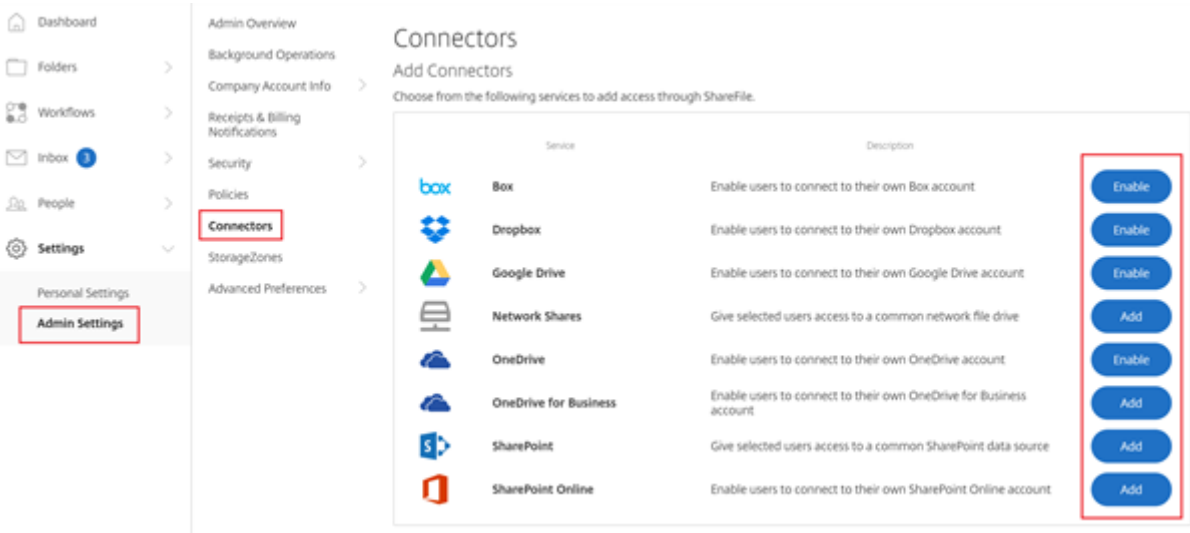 Dashboard
Folders
Workflows
Inbox 3
People
Settings
Personal Settings
Admin Settings
Admin Overview
Background Operations
Company Account Info
Receipts & Billing
Notifications
Security
Policies
Connectors
StorageZones
Advanced Preferences
Connectors
Add Connectors
Choose from the following services to add access through ShareFile.
Service Description
box Box Enable users to connect to their own Box account Enable
Dropbox Enable users to connect to their own Dropbox account Enable
Google Drive Enable users to connect to their own Google Drive account Enable
Network Shares Give selected users access to a common network file drive Add
OneDrive Enable users to connect to their own OneDrive account Enable
OneDrive for Business Enable users to connect to their own OneDrive for Business
account Add
S SharePoint Give selected users access to a common SharePoint data source Add
SharePoint Online Enable users to connect to their own SharePoint Online account Add